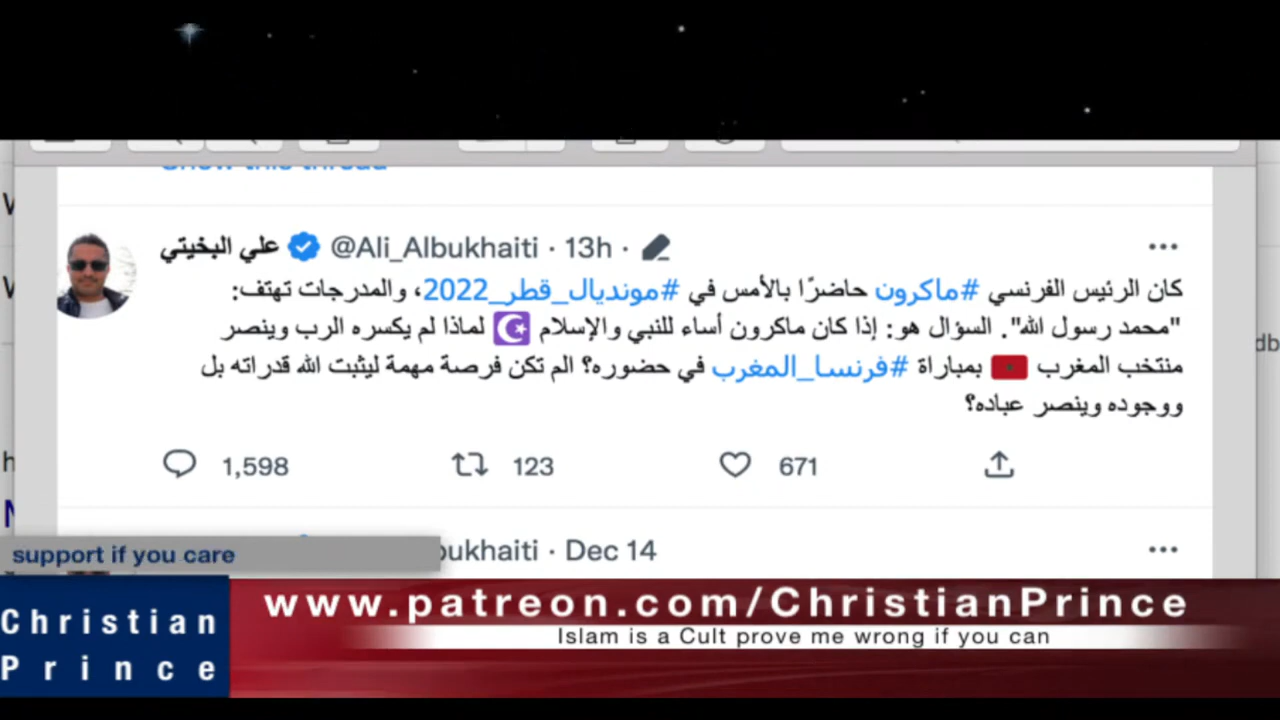 علي البخيتي @Ali_Albukhaiti · 13h ·
كان الرئيس الفرنسي #ماكرون حاضرًا بالأمس في #مونديال_قطر_2022، والمدرجات تهتف:
"محمد رسول الله". السؤال هو: إذا كان ماكرون أساء للنبي والإسلام ☪️ لماذا لم يكسره الرب وينصر
منتخب المغرب 🇲🇦 بمباراة #فرنسا_المغرب في حضوره؟ الم تكن فرصة مهمة ليثبت الله قدراته بل
ووجوده وينصر عباده؟
1,598 123 671
bukhaiti · Dec 14
support if you care
www.patreon.com/ChristianPrince
Islam is a Cult prove me wrong if you can
Christian
Prince